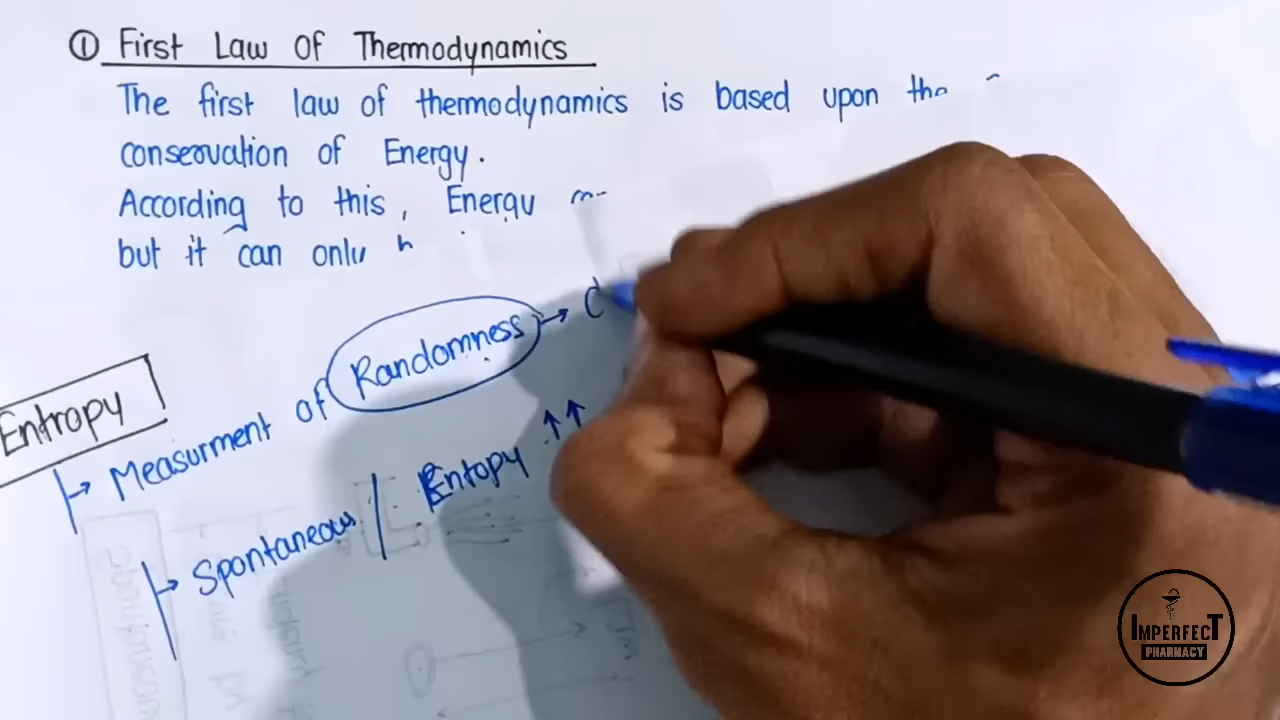 ① First Law Of Thermodynamics
The first law of thermodynamics is based upon the
conservation of Energy.
According to this, Energy
but it can only
Entropy
Measurment of Randomness →
Spontaneous / Entopy ↑↑
IMPERFECT
PHARMACY